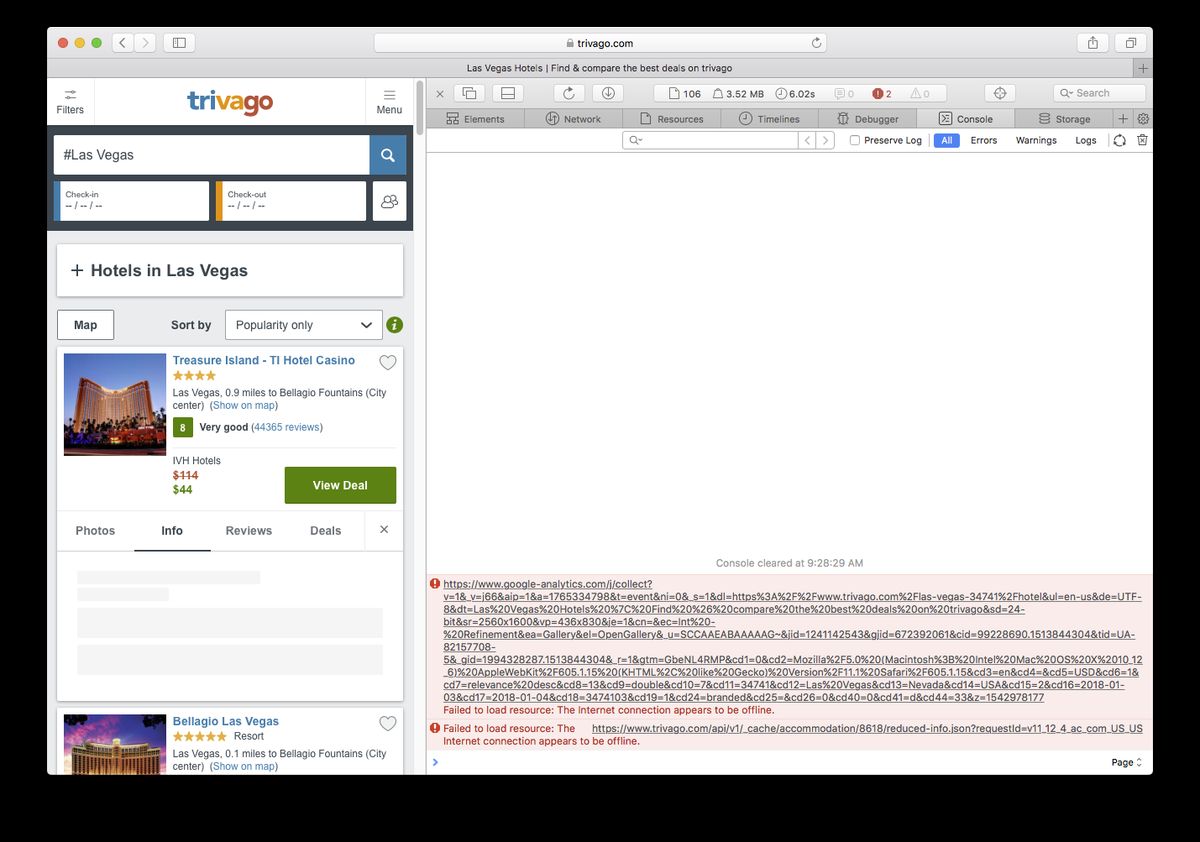 trivago.com
Las Vegas Hotels | Find & compare the best deals on trivago
Filters
trivago
Menu
#Las Vegas
Check-in
-- / -- / --
Check-out
-- / -- / --
+ Hotels in Las Vegas
Map
Sort by
Popularity only
i
Treasure Island - TI Hotel Casino
Las Vegas, 0.9 miles to Bellagio Fountains (City
center) (Show on map)
8 Very good (44365 reviews)
IVH Hotels
$114
$44
View Deal
Photos
Info
Reviews
Deals
Bellagio Las Vegas
Resort
Las Vegas, 0.1 miles to Bellagio Fountains (City
center) (Show on map)
106 3.52 MB 6.02s 0 2 0
Search
Elements
Network
Resources
Timelines
Debugger
Console
Storage
Preserve Log
All
Errors
Warnings
Logs
Console cleared at 9:28:29 AM
https://www.google-analytics.com/j/collect?
v=1&_v=j66&aip=1&a=1765334798&t=event&ni=0&_s=1&dl=https%3A%2F%2Fwww.trivago.com%2Flas-vegas-34741%2Fhotel&ul=en-us&de=UTF-
8&dt=Las%20Vegas%20Hotels%20%7C%20Find%20%26%20compare%20the%20best%20deals%20on%20trivago&sd=24-
bit&sr=2560x1600&vp=436x830&je=1&cn=&ec=Int%20-
%20Refinement&ea=Gallery&el=OpenGallery&_u=SCCAAEABAAAAAG~&jid=1241142543&gjid=672392061&cid=99228690.1513844304&tid=UA-
82157708-
5&_gid=1994328287.1513844304&_r=1&gtm=GbeNL4RMP&cd1=0&cd2=Mozilla%2F5.0%20(Macintosh%3B%20Intel%20Mac%20OS%20X%2010_12
_6)%20AppleWebKit%2F605.1.15%20(KHTML%2C%20like%20Gecko)%20Version%2F11.1%20Safari%2F605.1.15&cd3=en&cd4=&cd5=USD&cd6=1&
cd7=relevance%20desc&cd8=13&cd9=double&cd10=7&cd11=34741&cd12=Las%20Vegas&cd13=Nevada&cd14=USA&cd15=2&cd16=2018-01-
03&cd17=2018-01-04&cd18=3474103&cd19=1&cd24=branded&cd25=&cd26=0&cd40=0&cd41=d&cd44=33&z=1542978177
Failed to load resource: The Internet connection appears to be offline.
Failed to load resource: The https://www.trivago.com/api/v1/_cache/accommodation/8618/reduced-info.json?requestId=v11_12_4_ac_com_US_US
Internet connection appears to be offline.
Page